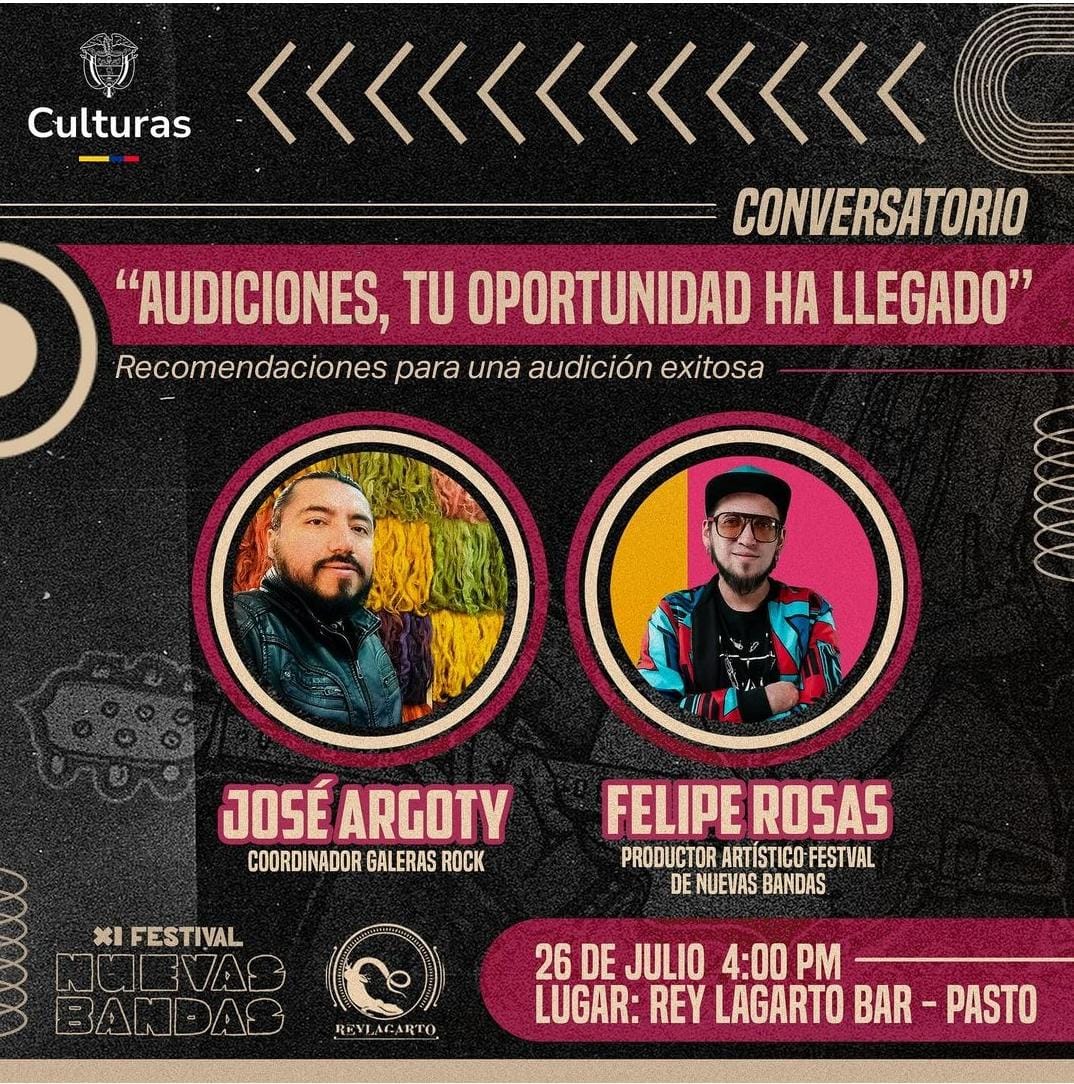 Culturas
CONVERSATORIO
“AUDICIONES, TU OPORTUNIDAD HA LLEGADO”
Recomendaciones para una audición exitosa
JOSÉ ARGOTY
COORDINADOR GALERAS ROCK
FELIPE ROSAS
PRODUCTOR ARTÍSTICO FESTVAL
DE NUEVAS BANDAS
XI FESTIVAL
NUEVAS
BANDAS
REYLAGARTO
26 DE JULIO 4:00 PM
LUGAR: REY LAGARTO BAR - PASTO